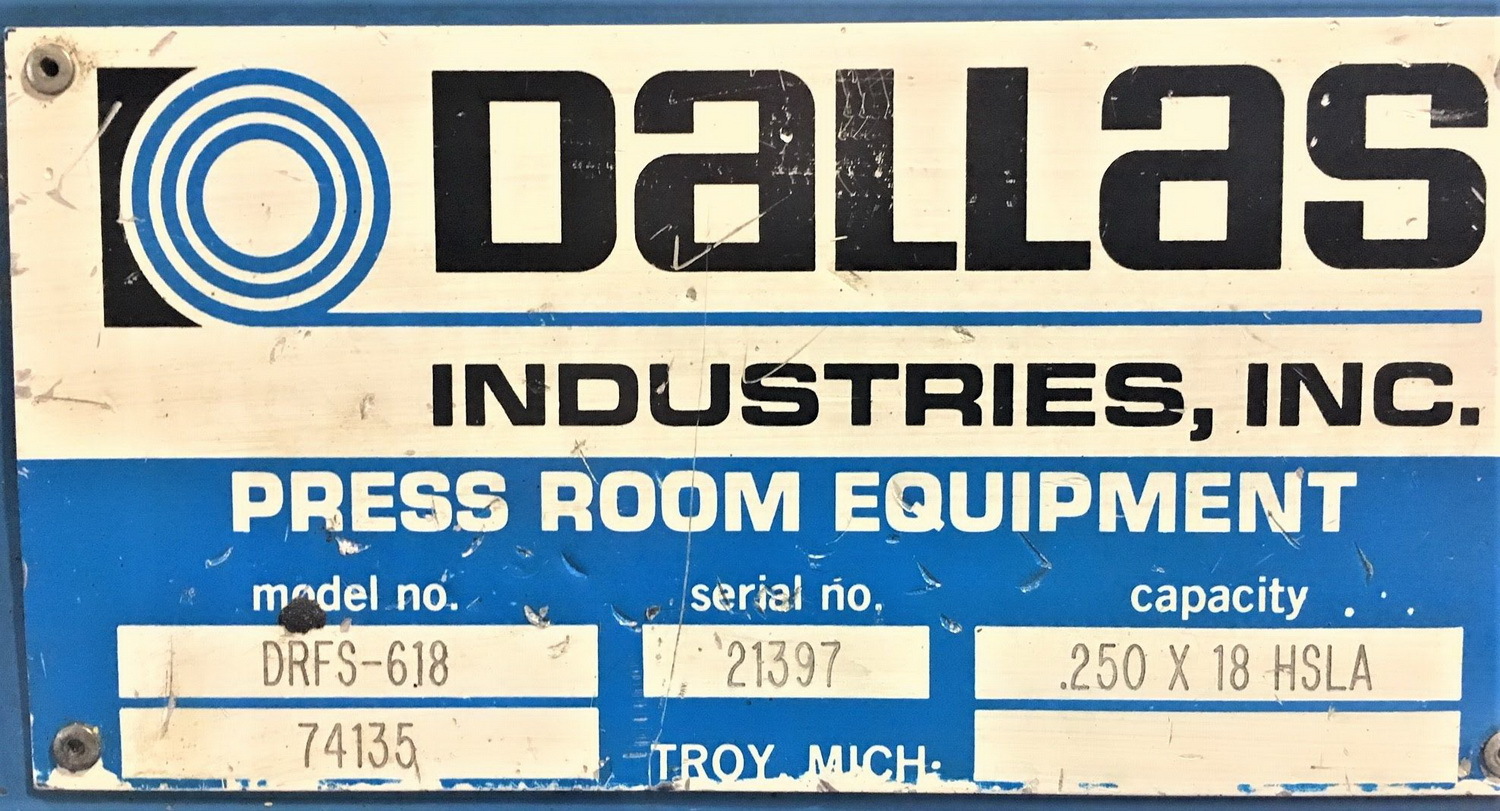 Dallas
INDUSTRIES, INC.
PRESS ROOM EQUIPMENT
model no. serial no. capacity
DRFS-618 21397 .250 X 18 HSLA
74135
TROY, MICH.